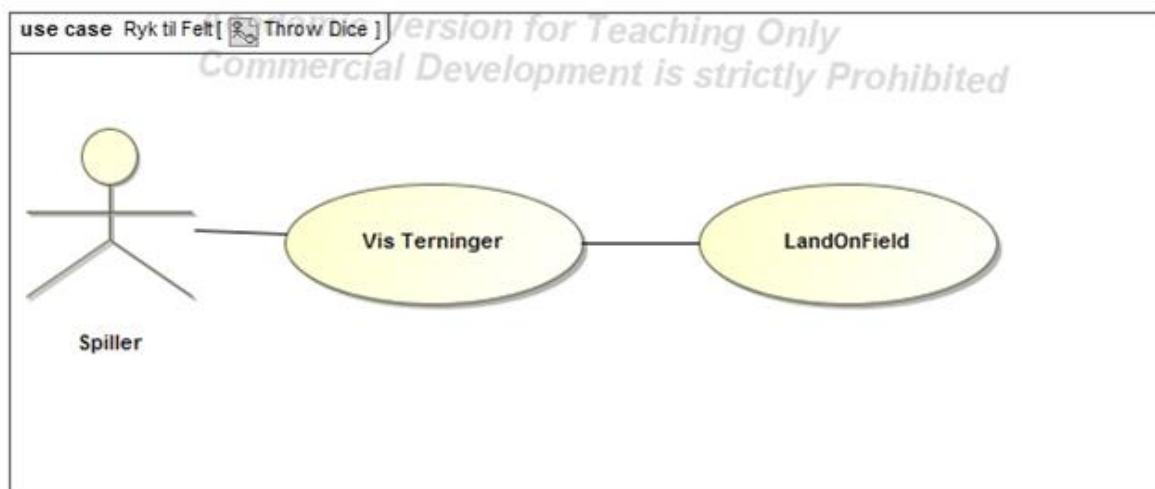 use case Ryk til Felt [ Throw Dice ]
Academic Version for Teaching Only
Commercial Development is strictly Prohibited
Vis Terninger
LandOnField
Spiller